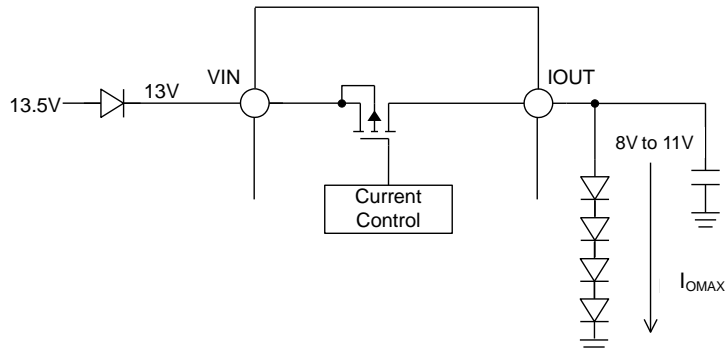 VIN
IOUT
13.5V
13V
8V to 11V
Current
Control
IOMAX